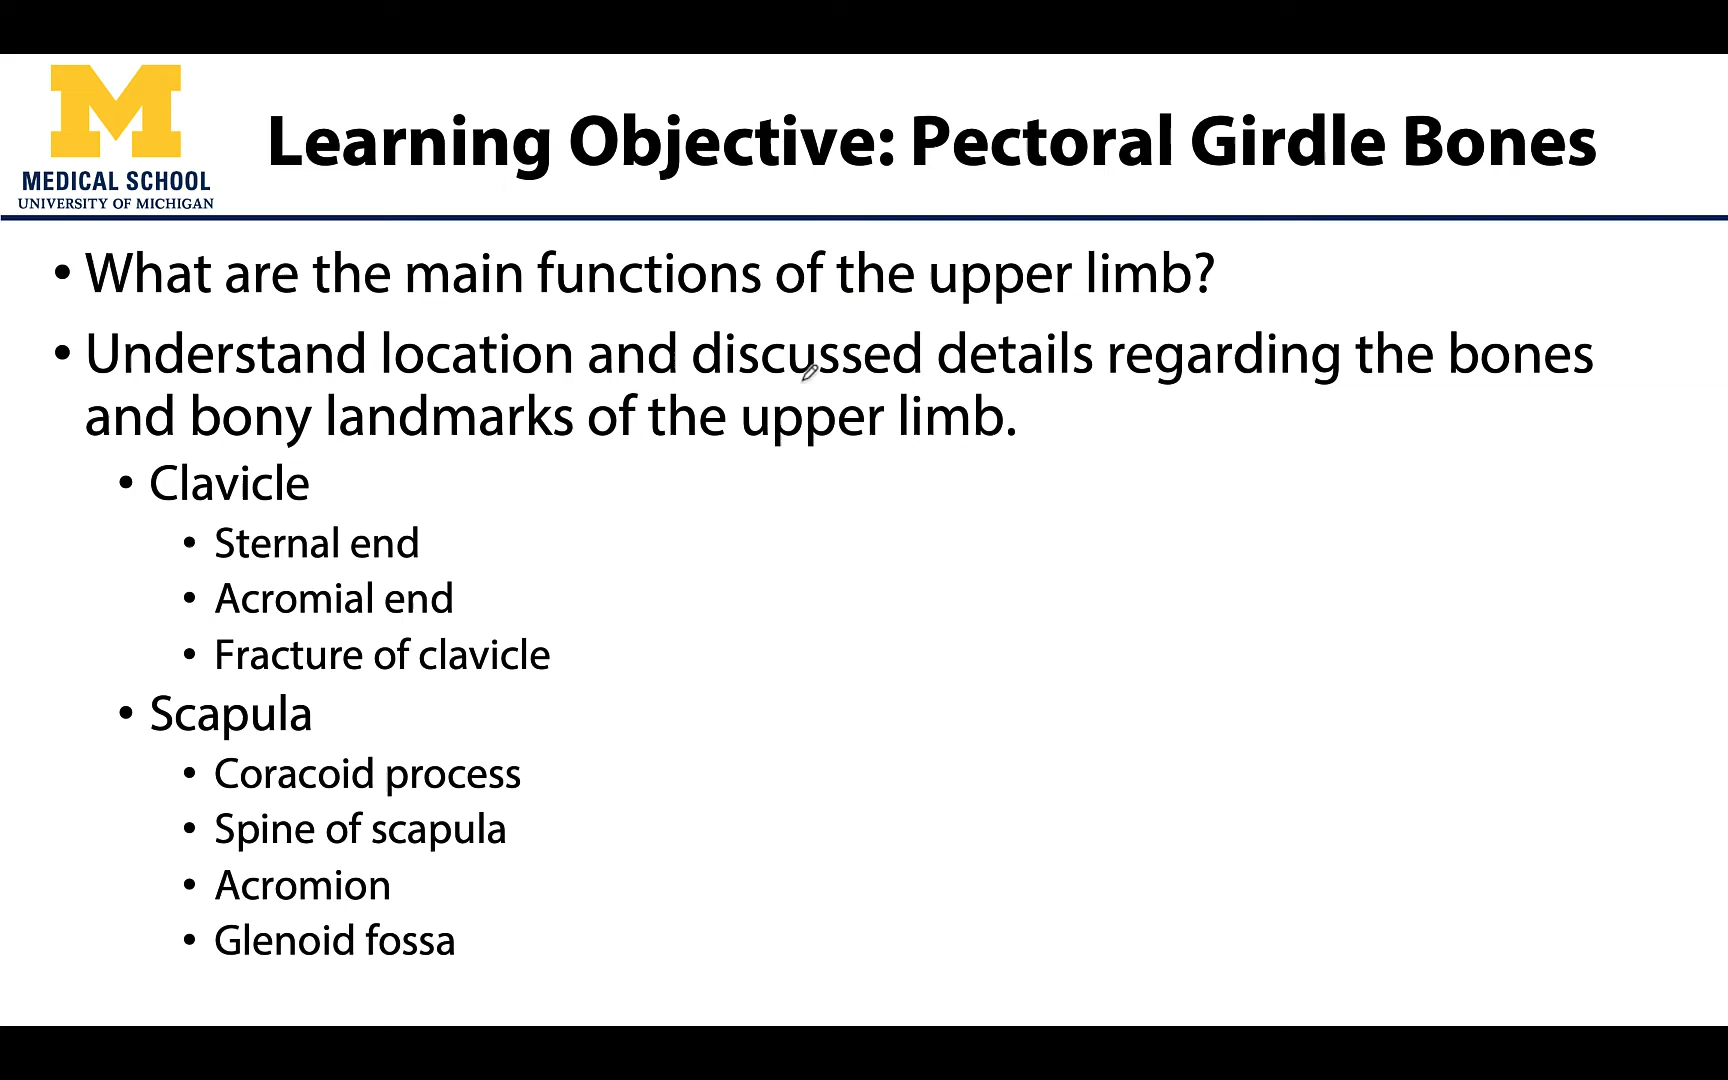 M
MEDICAL SCHOOL
UNIVERSITY OF MICHIGAN
Learning Objective: Pectoral Girdle Bones
• What are the main functions of the upper limb?
• Understand location and discussed details regarding the bones
and bony landmarks of the upper limb.
• Clavicle
• Sternal end
• Acromial end
• Fracture of clavicle
• Scapula
• Coracoid process
• Spine of scapula
• Acromion
• Glenoid fossa